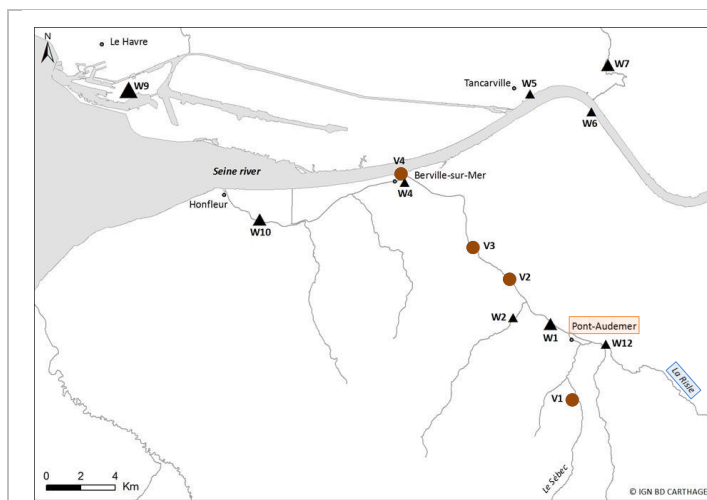 N
Le Havre
W9
Tancarville
W5
W7
W6
V4
Seine river
Berville-sur-Mer
W4
Honfleur
W10
V3
V2
W2
W1
Pont-Audemer
W12
La Risle
V1
Le Sébec
0 2 4
Km
© IGN BD CARTHAGE